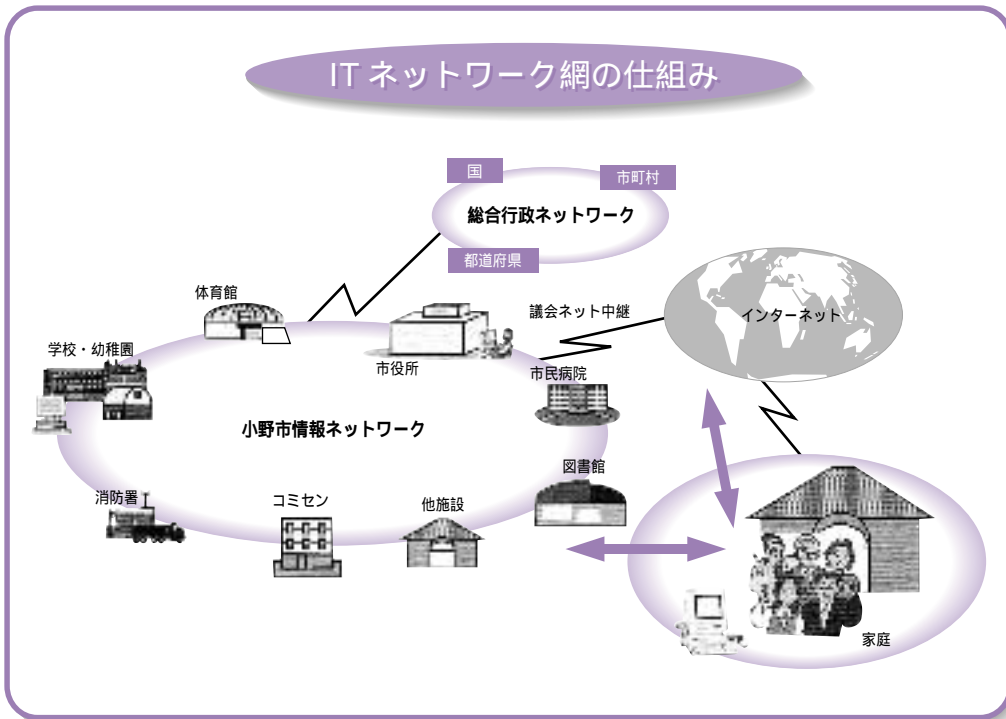 IT ネットワーク網の仕組み
国
市町村
総合行政ネットワーク
都道府県
体育館
議会ネット中継
インターネット
学校・幼稚園
市役所
市民病院
小野市情報ネットワーク
図書館
消防署
コミセン
他施設
家庭